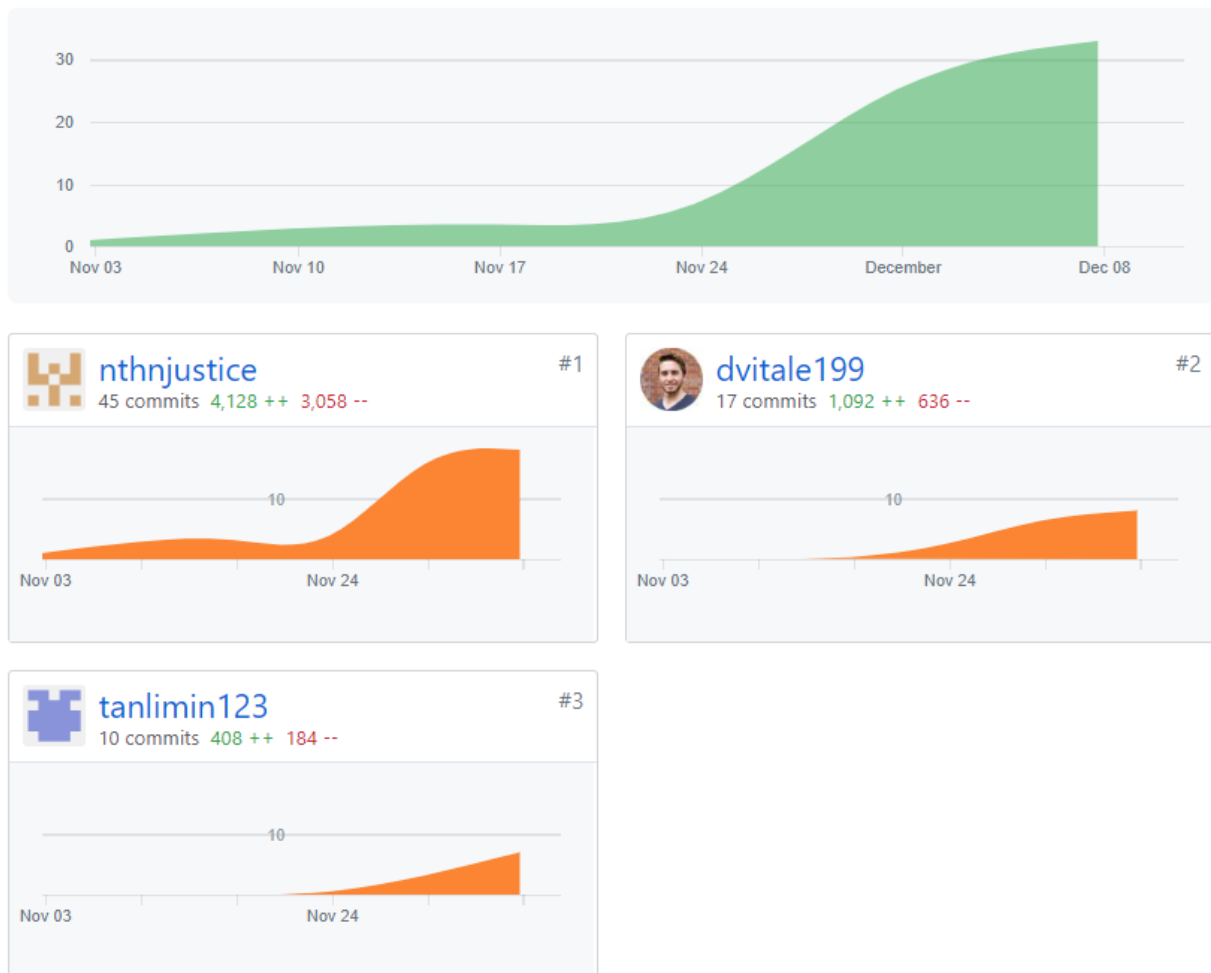 30
20
10
0
Nov 03 Nov 10 Nov 17 Nov 24 December Dec 08
nthnjustice #1
45 commits 4,128 ++ 3,058 --
10
Nov 03 Nov 24
dvitale199 #2
17 commits 1,092 ++ 636 --
10
Nov 03 Nov 24
tanlimin123 #3
10 commits 408 ++ 184 --
10
Nov 03 Nov 24